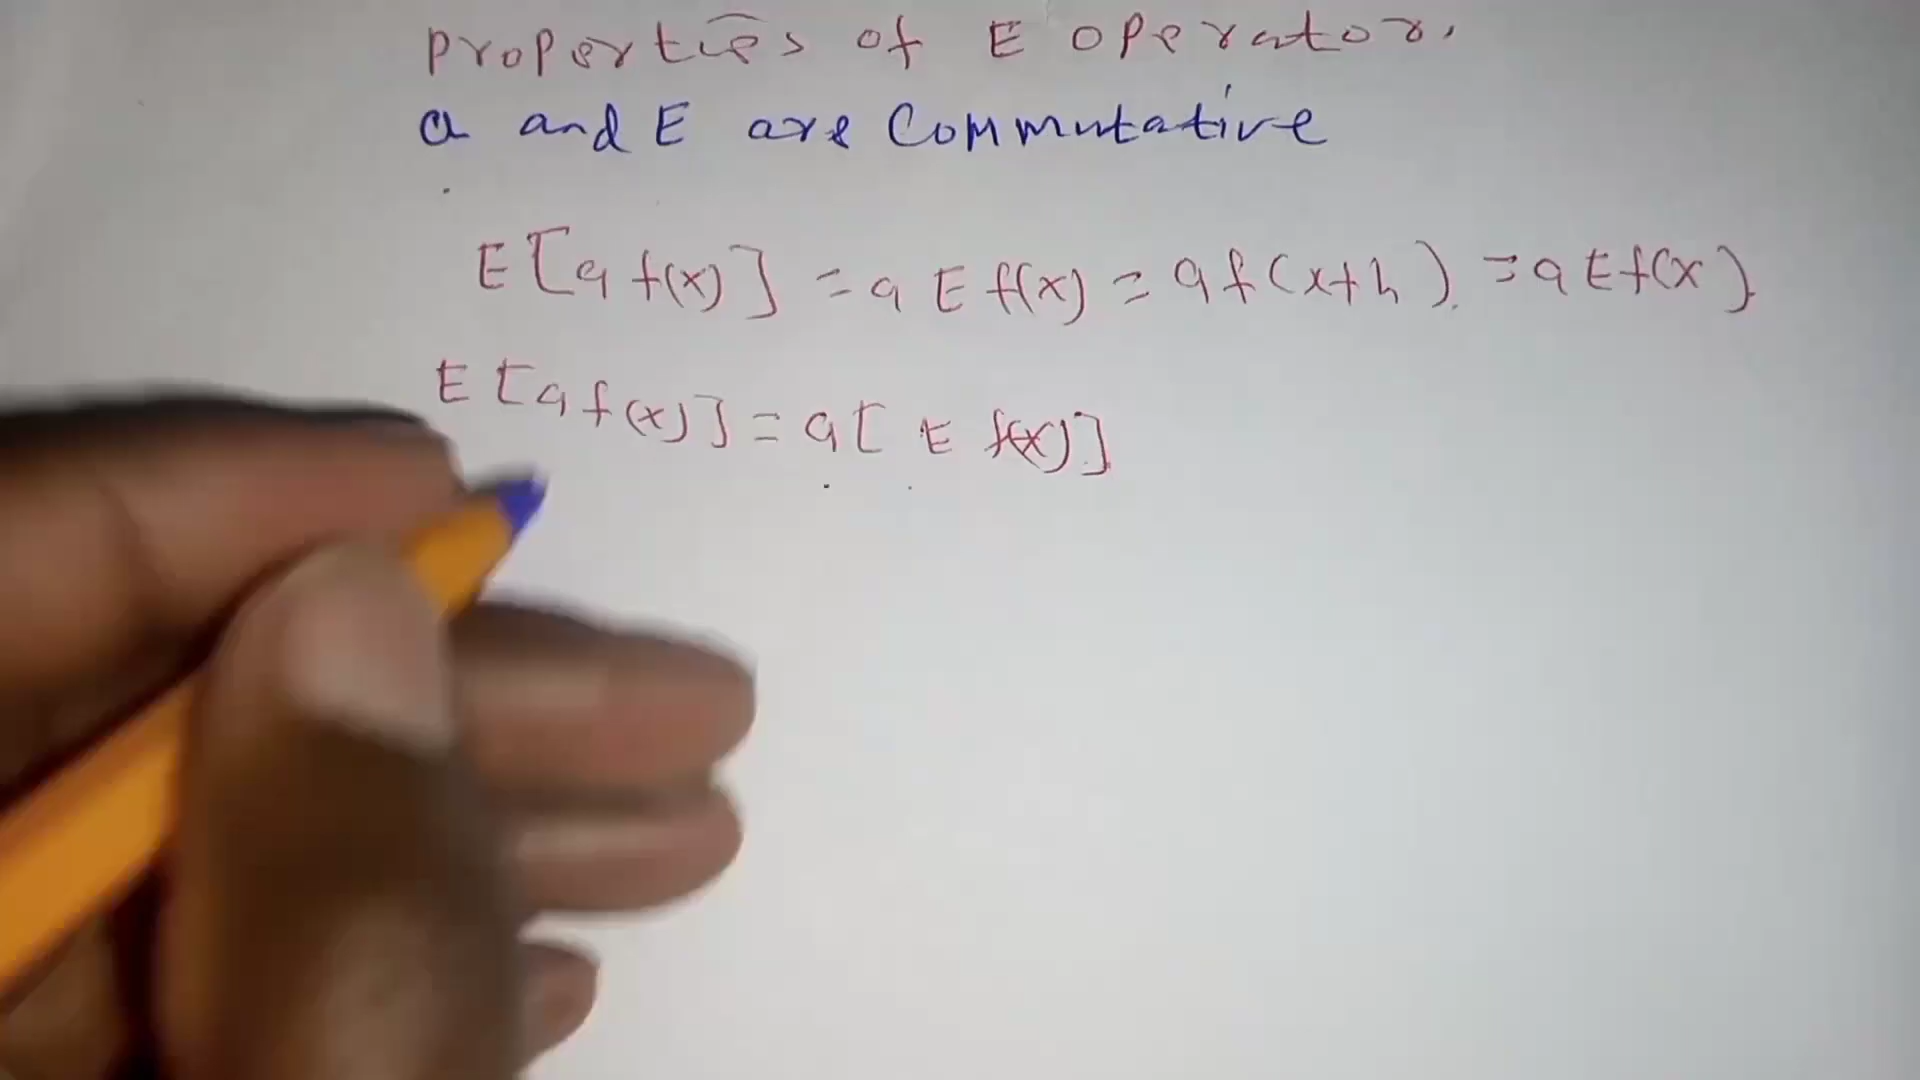 Properties of E operator.
a and E are Commutative
E[a f(x)] = a E f(x) = a f(x+h) = a E f(x)
E[a f(x)] = a[ E f(x)]